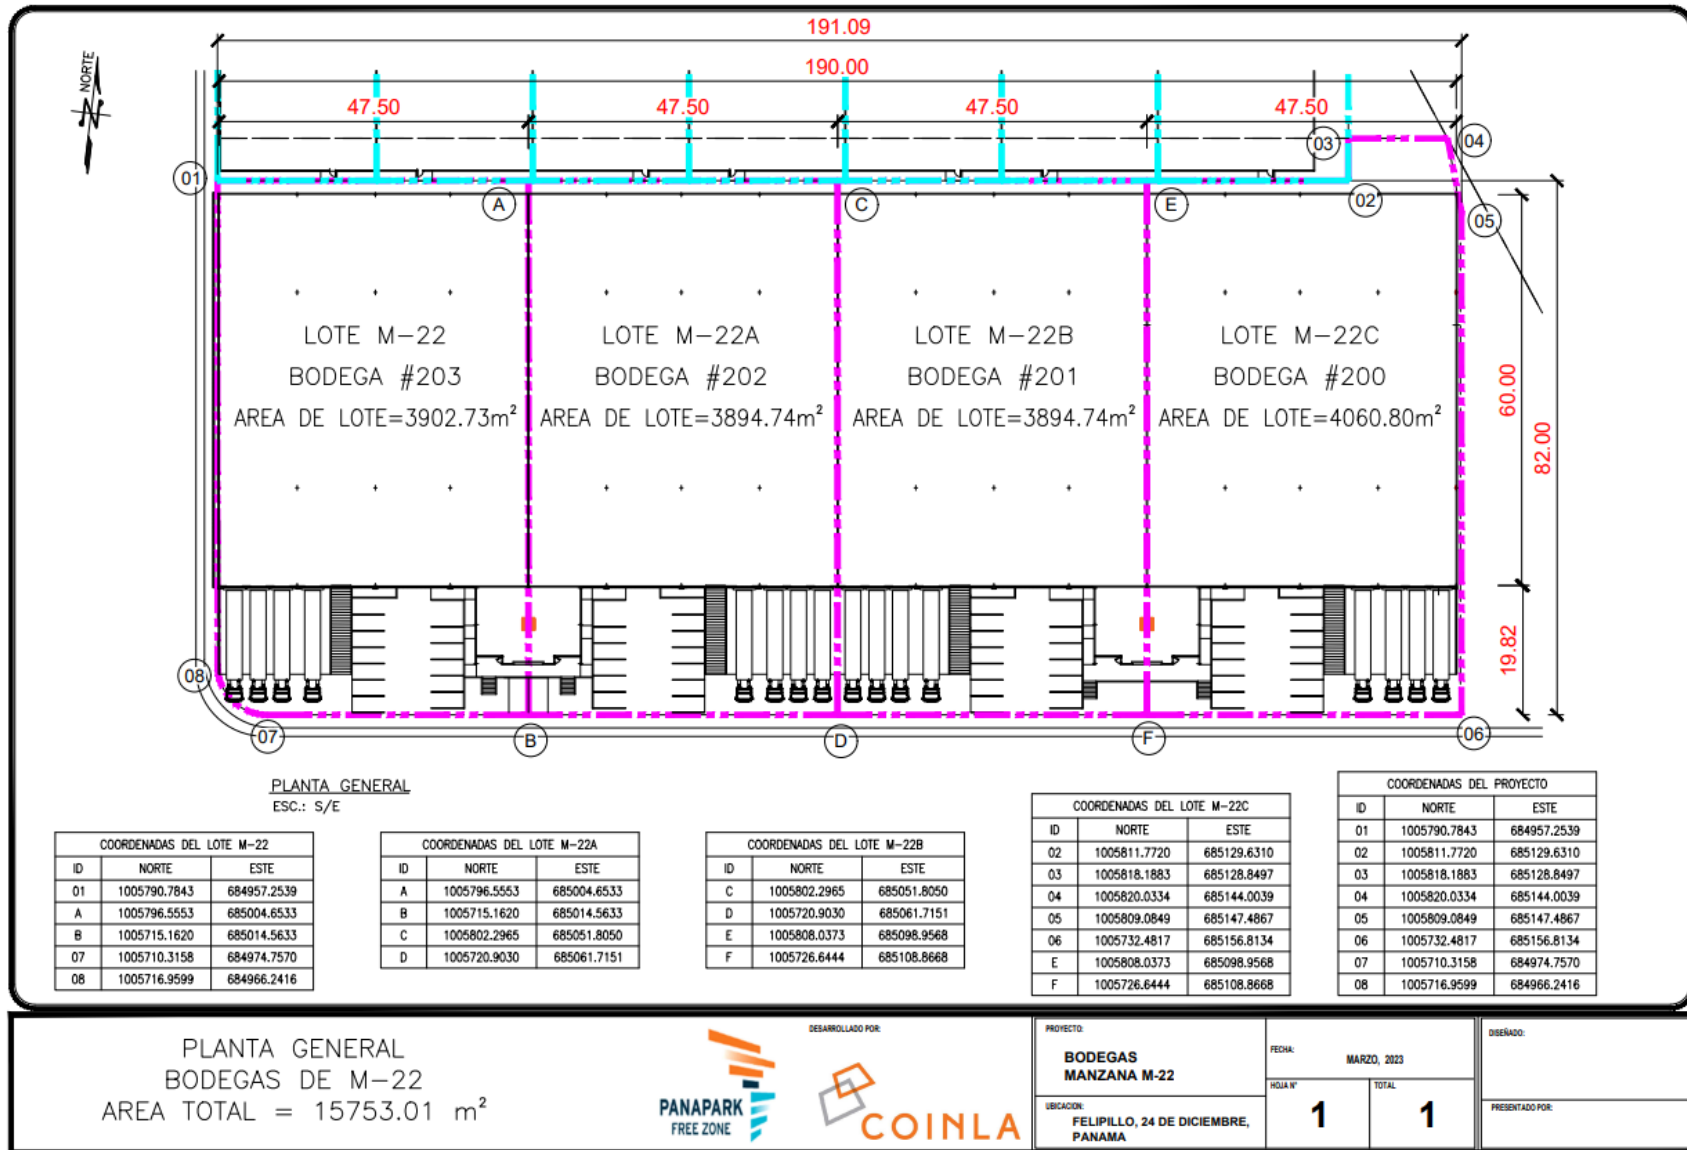 191.09
190.00
47.50 47.50 47.50 47.50
NORTE
03 04
01 02
A C E 05
LOTE M-22
BODEGA #203
AREA DE LOTE=3902.73m²
LOTE M-22A
BODEGA #202
AREA DE LOTE=3894.74m²
LOTE M-22B
BODEGA #201
AREA DE LOTE=3894.74m²
LOTE M-22C
BODEGA #200
AREA DE LOTE=4060.80m²
60.00
82.00
19.82
08
07 B D F 06
PLANTA GENERAL
ESC.: S/E
COORDENADAS DEL LOTE M-22
ID NORTE ESTE
01 1005790.7843 684957.2539
A 1005796.5553 685004.6533
B 1005715.1620 685014.5633
07 1005710.3158 684974.7570
08 1005716.9599 684966.2416
COORDENADAS DEL LOTE M-22A
ID NORTE ESTE
A 1005796.5553 685004.6533
B 1005715.1620 685014.5633
C 1005802.2965 685051.8050
D 1005720.9030 685061.7151
COORDENADAS DEL LOTE M-22B
ID NORTE ESTE
C 1005802.2965 685051.8050
D 1005720.9030 685061.7151
E 1005808.0373 685098.9568
F 1005726.6444 685108.8668
COORDENADAS DEL LOTE M-22C
ID NORTE ESTE
02 1005811.7720 685129.6310
03 1005818.1883 685128.8497
04 1005820.0334 685144.0039
05 1005809.0849 685147.4867
06 1005732.4817 685156.8134
E 1005808.0373 685098.9568
F 1005726.6444 685108.8668
COORDENADAS DEL PROYECTO
ID NORTE ESTE
01 1005790.7843 684957.2539
02 1005811.7720 685129.6310
03 1005818.1883 685128.8497
04 1005820.0334 685144.0039
05 1005809.0849 685147.4867
06 1005732.4817 685156.8134
07 1005710.3158 684974.7570
08 1005716.9599 684966.2416
PLANTA GENERAL
BODEGAS DE M-22
AREA TOTAL = 15753.01 m²
PANAPARK
FREE ZONE
DESARROLLADO POR:
COINLA
PROYECTO:
BODEGAS
MANZANA M-22
UBICACION:
FELIPILLO, 24 DE DICIEMBRE,
PANAMA
FECHA:
MARZO, 2023
HOJA N° TOTAL
1 1
DISEÑADO:
PRESENTADO POR: